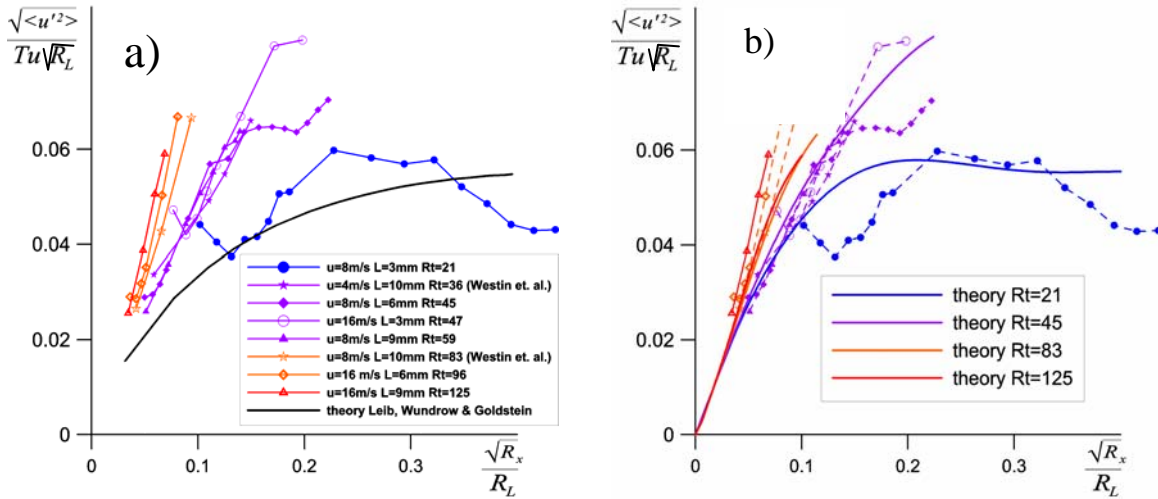 √<u'²>
Tu√R_L
a)
0.06
0.04
0.02
0
0
0.1
0.2
0.3
√R_x
R_L
u=8m/s L=3mm Rt=21
u=4m/s L=10mm Rt=36 (Westin et. al.)
u=8m/s L=6mm Rt=45
u=16m/s L=3mm Rt=47
u=8m/s L=9mm Rt=59
u=8m/s L=10mm Rt=83 (Westin et. al.)
u=16 m/s L=6mm Rt=96
u=16m/s L=9mm Rt=125
theory Leib, Wundrow & Goldstein
√<u'²>
Tu√R_L
b)
0.06
0.04
0.02
0
0
0.1
0.2
0.3
√R_x
R_L
theory Rt=21
theory Rt=45
theory Rt=83
theory Rt=125